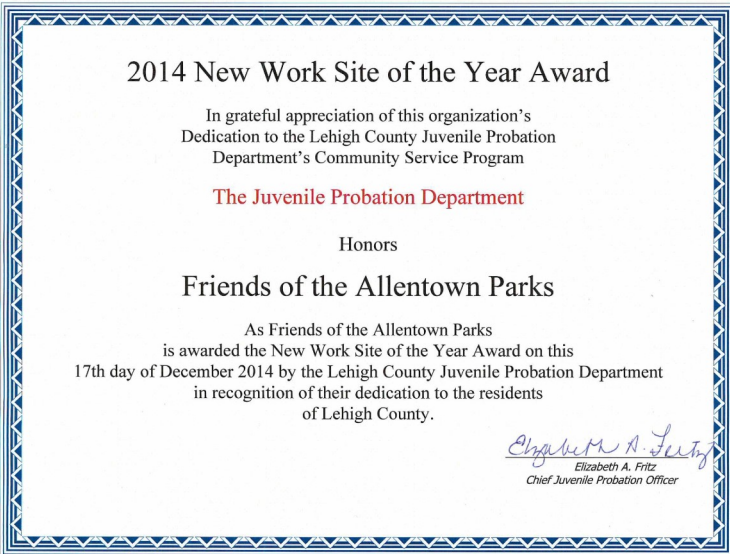 2014 New Work Site of the Year Award
In grateful appreciation of this organization's
Dedication to the Lehigh County Juvenile Probation
Department's Community Service Program
The Juvenile Probation Department
Honors
Friends of the Allentown Parks
As Friends of the Allentown Parks
is awarded the New Work Site of the Year Award on this
17th day of December 2014 by the Lehigh County Juvenile Probation Department
in recognition of their dedication to the residents
of Lehigh County.
Elizabeth A. Fritz
Elizabeth A. Fritz
Chief Juvenile Probation Officer